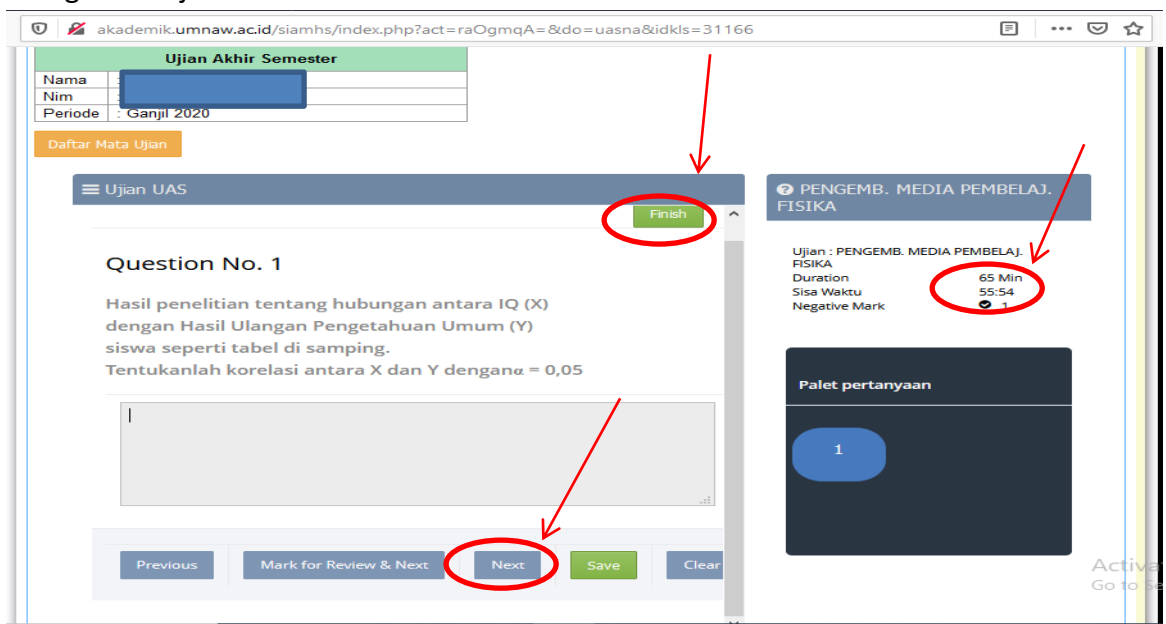 akademik.umnaw.ac.id/siamhs/index.php?act=raOgmqA=&do=uasna&idkls=31166
Ujian Akhir Semester
Nama :
Nim :
Periode : Ganjil 2020
Daftar Mata Ujian
Ujian UAS
Finish
Question No. 1
Hasil penelitian tentang hubungan antara IQ (X)
dengan Hasil Ulangan Pengetahuan Umum (Y)
siswa seperti tabel di samping.
Tentukanlah korelasi antara X dan Y denganα = 0,05
Previous
Mark for Review & Next
Next
Save
Clear
PENGEMB. MEDIA PEMBELAJ.
FISIKA
Ujian : PENGEMB. MEDIA PEMBELAJ.
FISIKA
Duration 65 Min
Sisa Waktu 55:54
Negative Mark 1
Palet pertanyaan
1